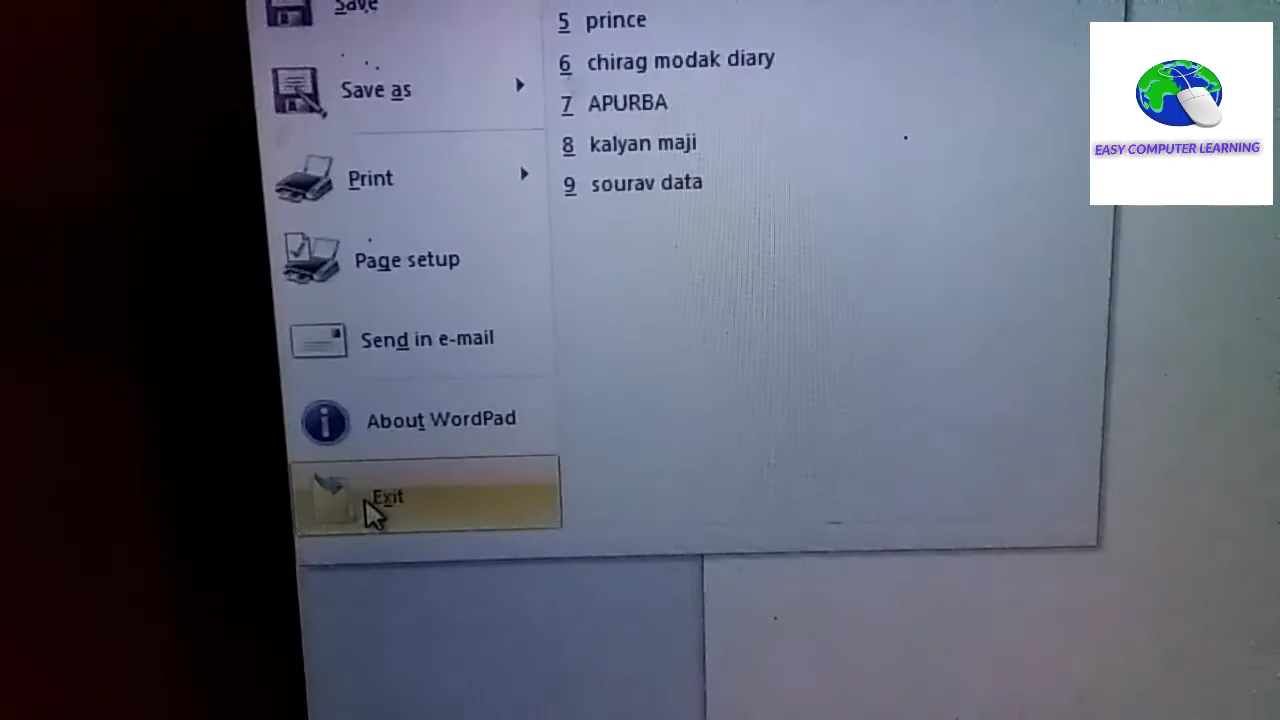 Save
Save as
Print
Page setup
Send in e-mail
About WordPad
Exit
5 prince
6 chirag modak diary
7 APURBA
8 kalyan maji
9 sourav data
EASY COMPUTER LEARNING